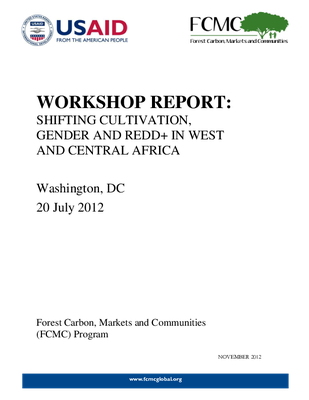 USAID
FROM THE AMERICAN PEOPLE
FCMC
Forest Carbon, Markets and Communities
WORKSHOP REPORT:
SHIFTING CULTIVATION,
GENDER AND REDD+ IN WEST
AND CENTRAL AFRICA
Washington, DC
20 July 2012
Forest Carbon, Markets and Communities
(FCMC) Program
NOVEMBER 2012
www.fcmcglobal.org